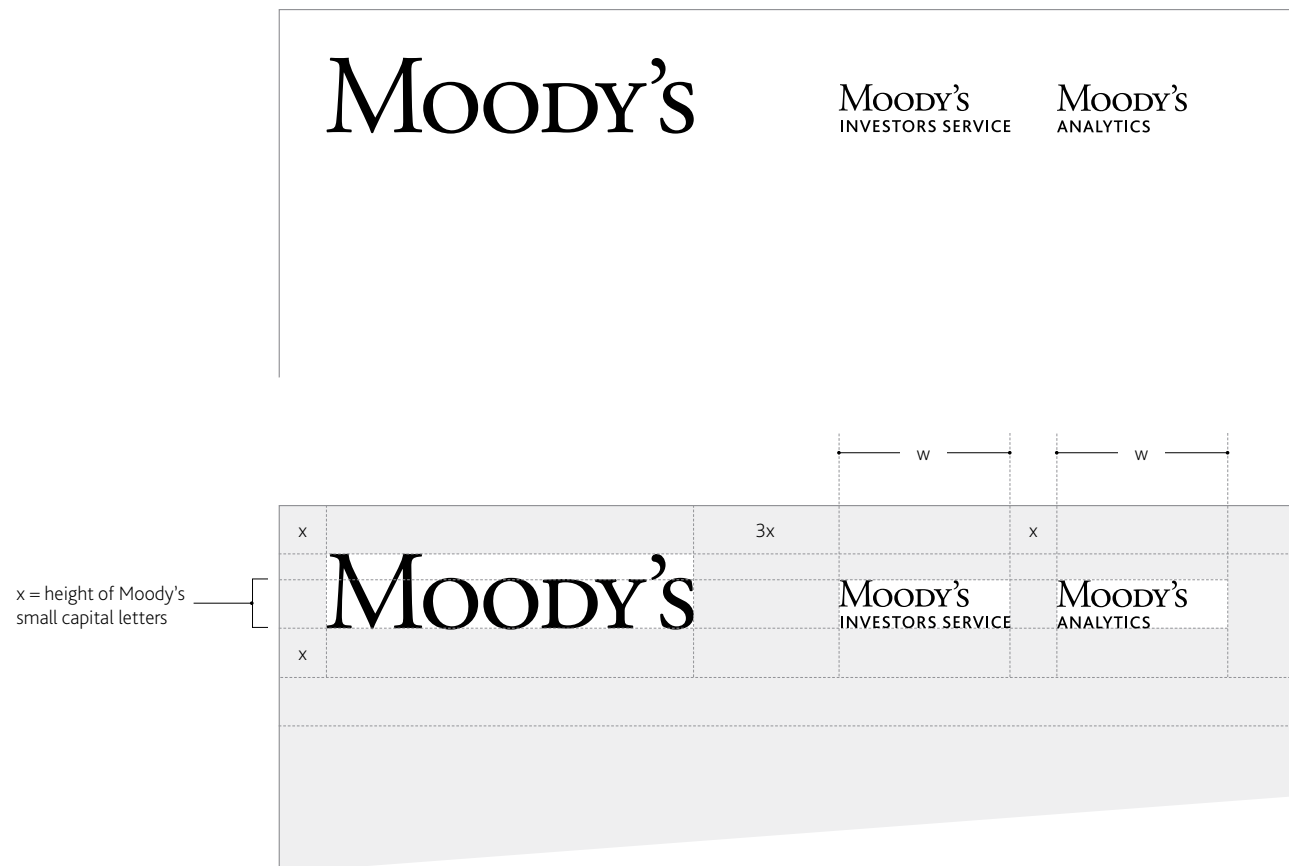 Moody's
Moody's
INVESTORS SERVICE
Moody's
ANALYTICS
w
w
x
3x
x
x = height of Moody's
small capital letters
Moody's
Moody's
INVESTORS SERVICE
Moody's
ANALYTICS
x